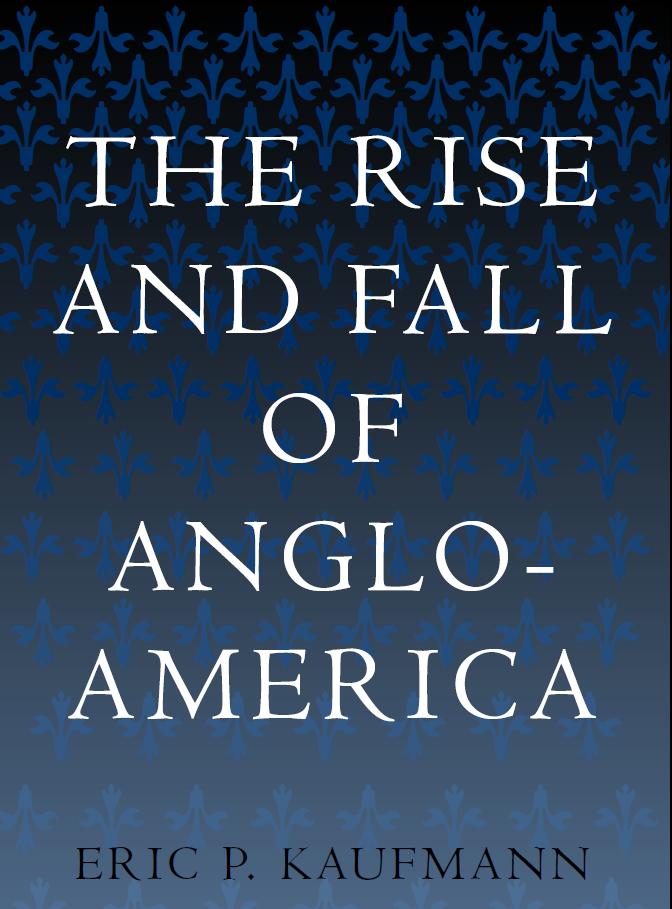 THE RISE
AND FALL
OF
ANGLO-
AMERICA
ERIC P. KAUFMANN